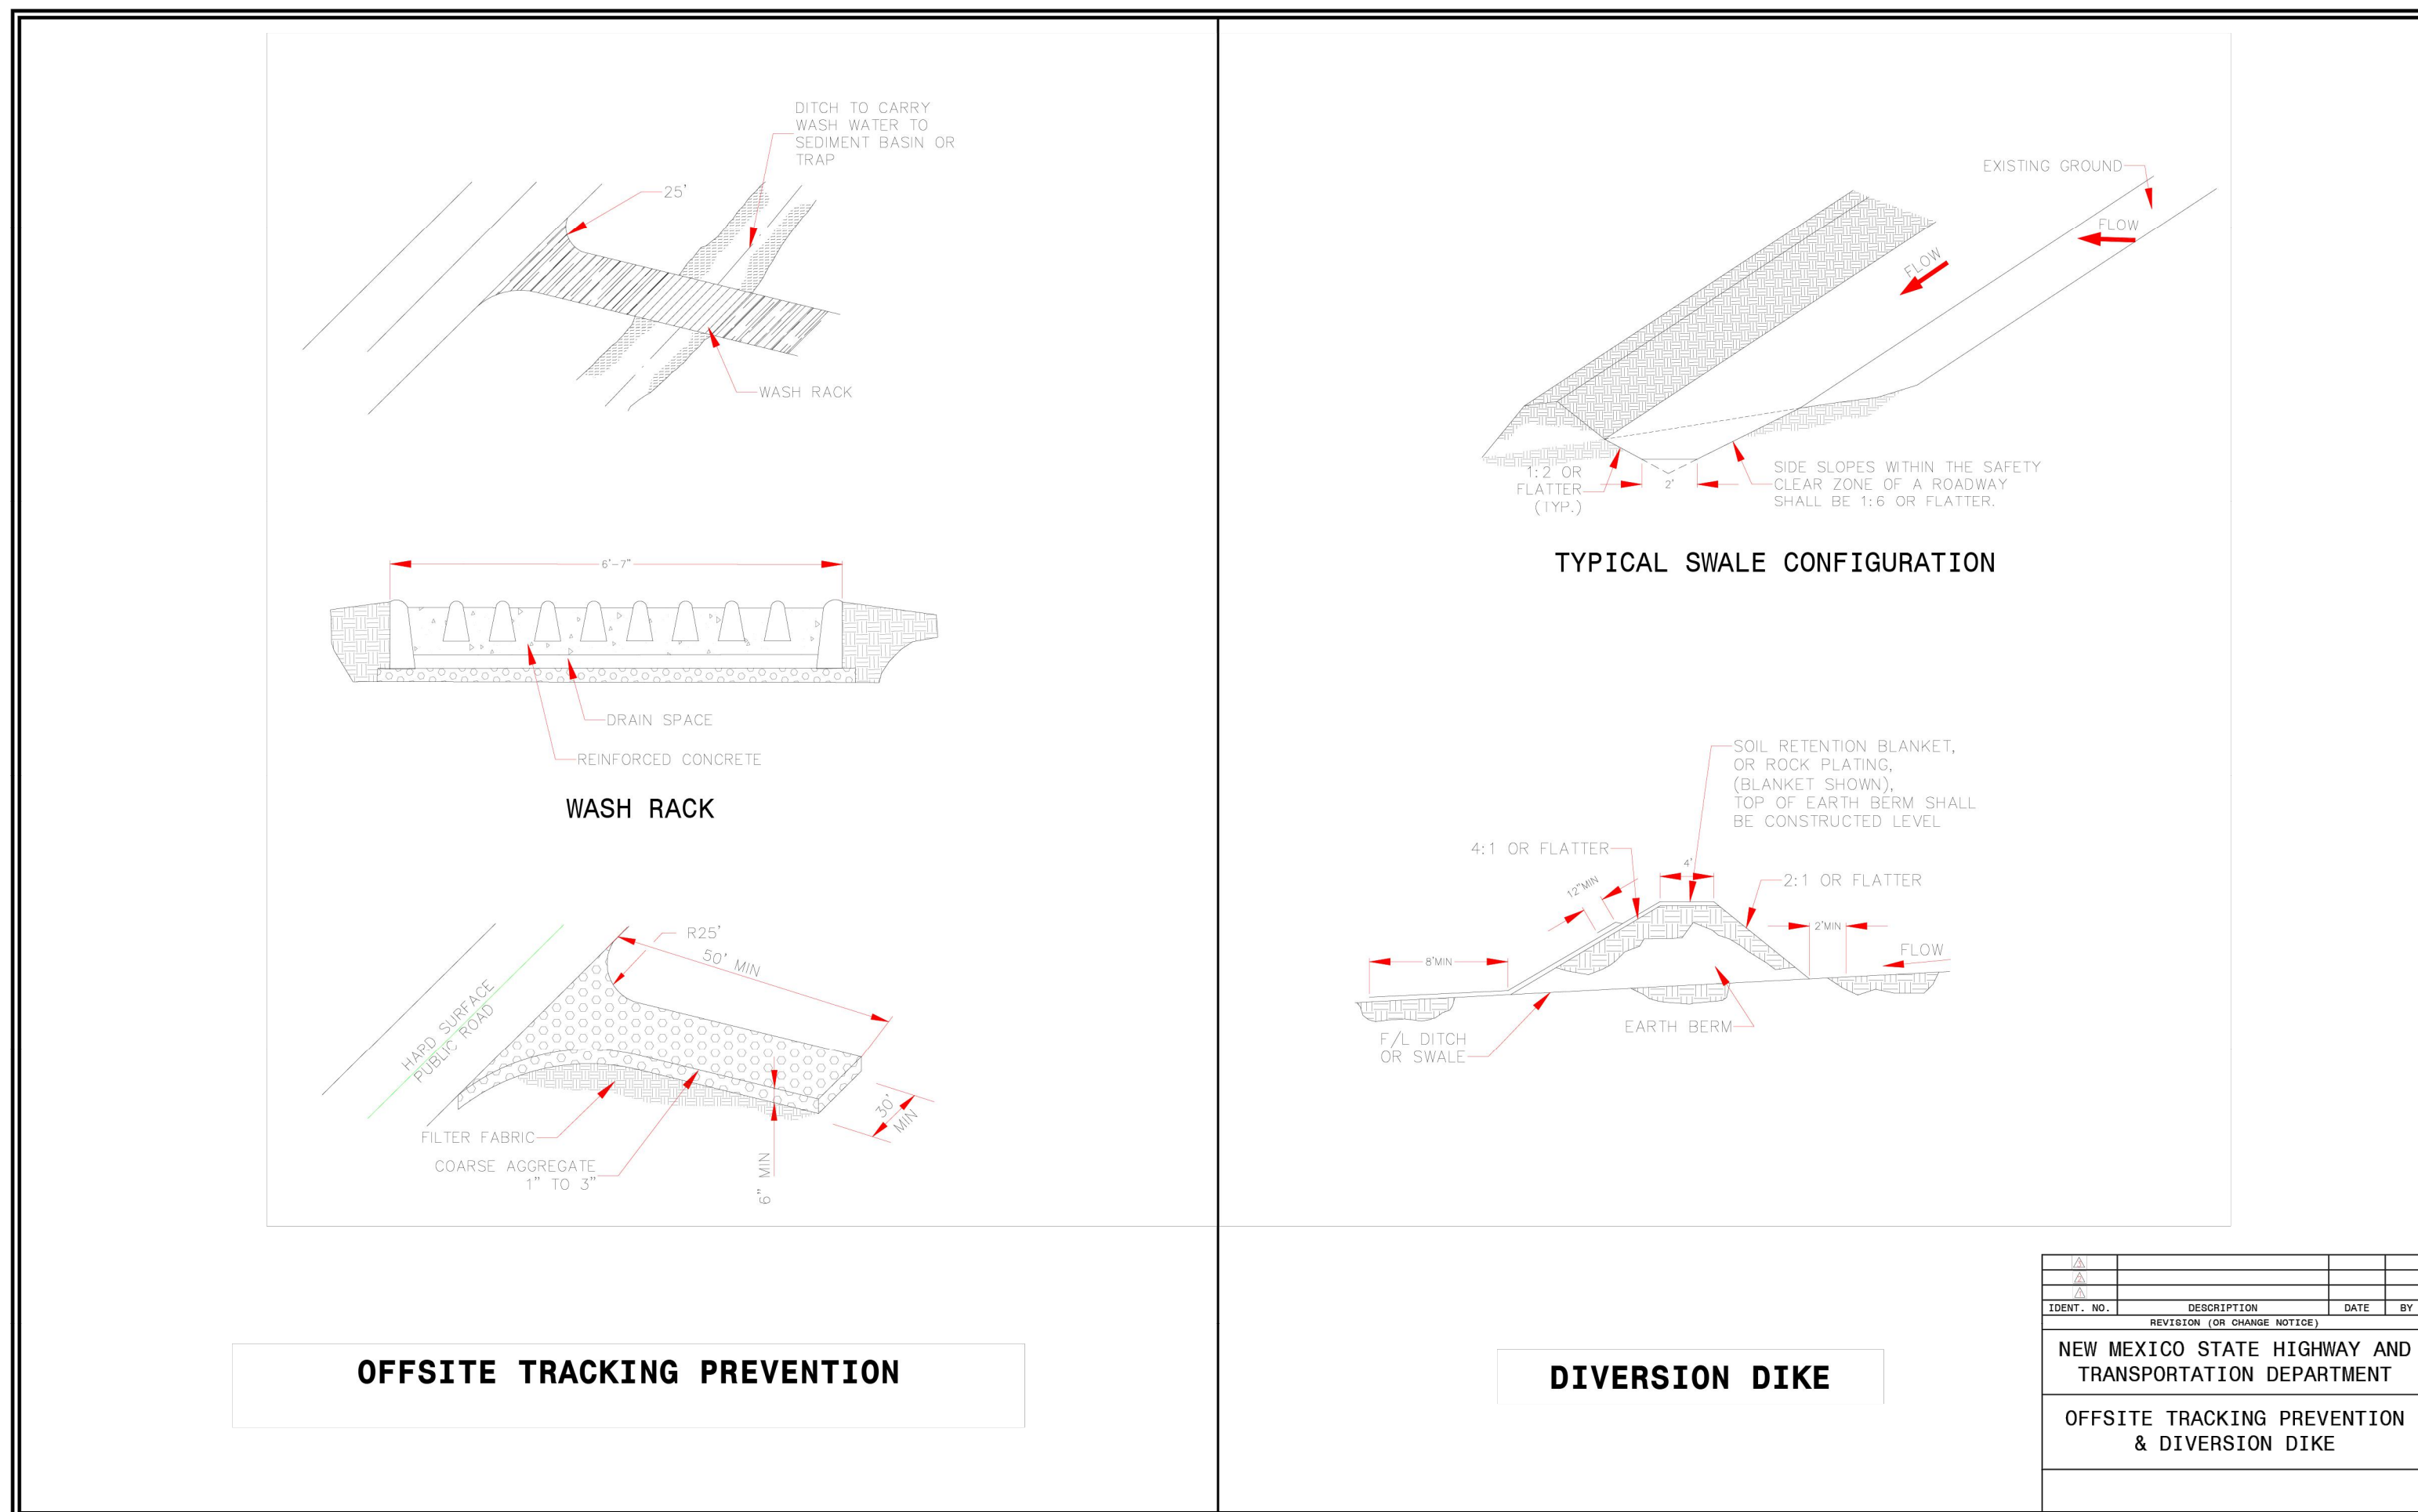 DITCH TO CARRY
WASH WATER TO
SEDIMENT BASIN OR
TRAP
25'
WASH RACK
6'-7"
DRAIN SPACE
REINFORCED CONCRETE
WASH RACK
R25'
50' MIN
HARD SURFACE
PUBLIC ROAD
30'
MIN
FILTER FABRIC
COARSE AGGREGATE
1" TO 3"
6" MIN
OFFSITE TRACKING PREVENTION
EXISTING GROUND
FLOW
FLOW
1:2 OR
FLATTER
(TYP.)
2'
SIDE SLOPES WITHIN THE SAFETY
CLEAR ZONE OF A ROADWAY
SHALL BE 1:6 OR FLATTER.
TYPICAL SWALE CONFIGURATION
SOIL RETENTION BLANKET,
OR ROCK PLATING,
(BLANKET SHOWN),
TOP OF EARTH BERM SHALL
BE CONSTRUCTED LEVEL
4:1 OR FLATTER
4'
12"MIN
2:1 OR FLATTER
2'MIN
FLOW
8'MIN
EARTH BERM
F/L DITCH
OR SWALE
DIVERSION DIKE
IDENT. NO. DESCRIPTION DATE BY
REVISION (OR CHANGE NOTICE)
NEW MEXICO STATE HIGHWAY AND
TRANSPORTATION DEPARTMENT
OFFSITE TRACKING PREVENTION
& DIVERSION DIKE